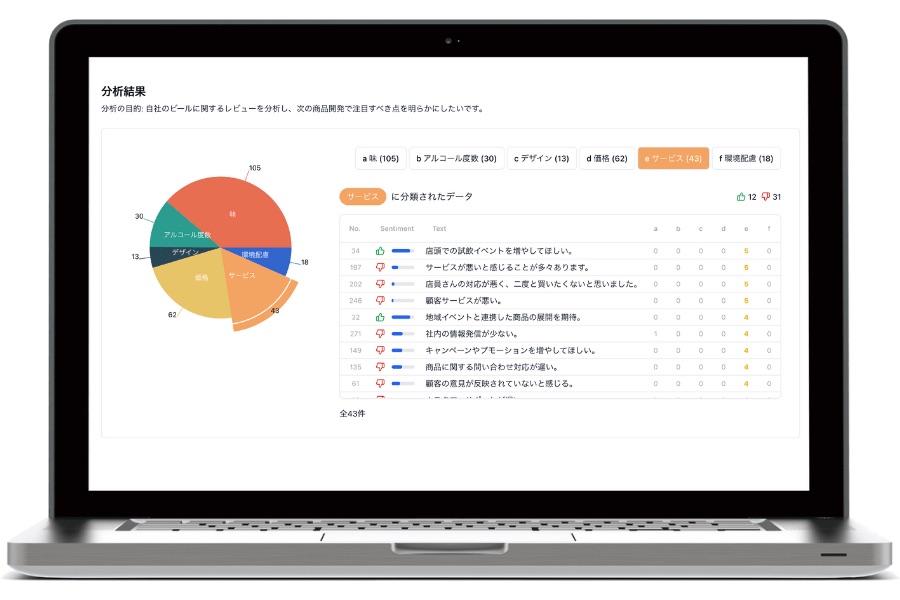 分析結果
分析の目的: 自社のビールに関するレビューを分析し、次の商品開発で注目すべき点を明らかにしたいです。
105
30
13
62
43
18
味
アルコール度数
デザイン
価格
サービス
環境配慮
a 味 (105)
b アルコール度数 (30)
c デザイン (13)
d 価格 (62)
e サービス (43)
f 環境配慮 (18)
サービス に分類されたデータ
12 31
No. Sentiment Text a b c d e f
34 店頭での試飲イベントを増やしてほしい。 0 0 0 0 5 0
197 サービスが悪いと感じることが多々あります。 0 0 0 0 5 0
202 店員さんの対応が悪く、二度と買いたくないと思いました。 0 0 0 0 5 0
246 顧客サービスが悪い。 0 0 0 0 5 0
32 地域イベントと連携した商品の展開を期待。 0 0 0 0 4 0
271 社内の情報発信が少ない。 1 0 0 0 4 0
149 キャンペーンやプモーションを増やしてほしい。 0 0 0 0 4 0
135 商品に関する問い合わせ対応が遅い。 0 0 0 0 4 0
61 顧客の意見が反映されていないと感じる。 0 0 0 0 4 0
全43件